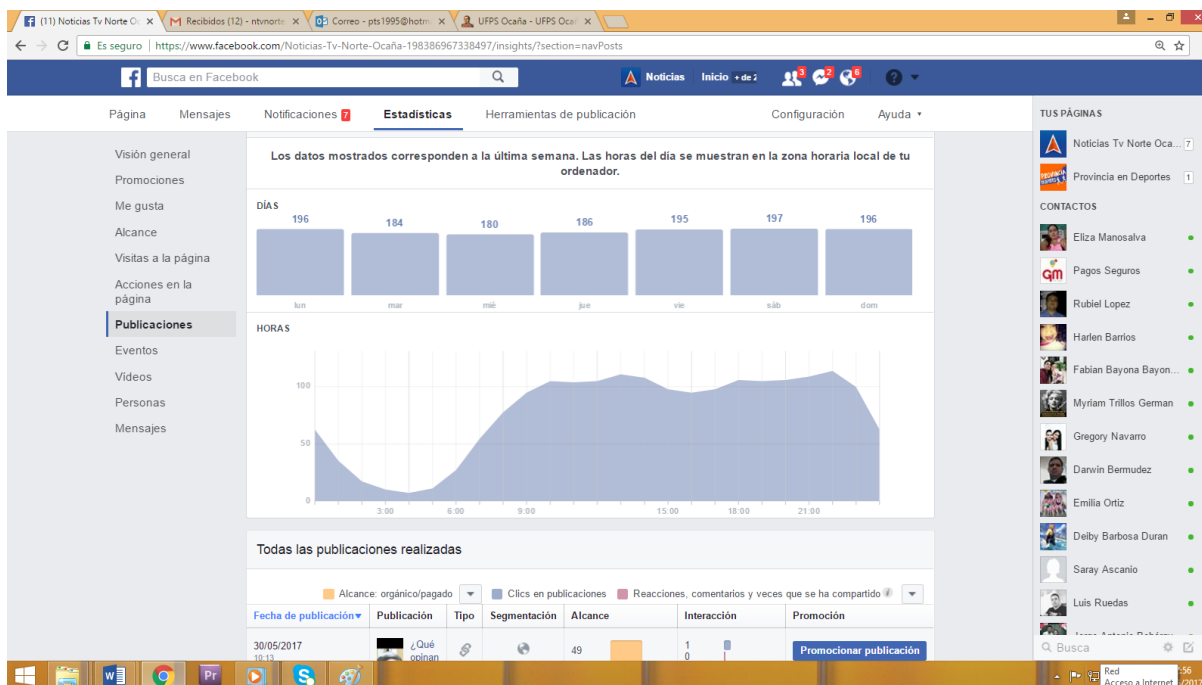 (11) Noticias Tv Norte Oc
Recibidos (12) - ntvnorte
Correo - pts1995@hotm
UFPS Ocaña - UFPS Oca
Es seguro | https://www.facebook.com/Noticias-Tv-Norte-Ocaña-198386967338497/insights/?section=navPosts
Busca en Facebook
Noticias Inicio + de 2 3 2 6
Página Mensajes Notificaciones 7 Estadísticas Herramientas de publicación Configuración Ayuda
Visión general
Promociones
Me gusta
Alcance
Visitas a la página
Acciones en la
página
Publicaciones
Eventos
Vídeos
Personas
Mensajes
Los datos mostrados corresponden a la última semana. Las horas del día se muestran en la zona horaria local de tu
ordenador.
DÍAS
196 184 180 186 195 197 196
lun mar mié jue vie sáb dom
HORAS
100
50
0
3:00 6:00 9:00 15:00 18:00 21:00
Todas las publicaciones realizadas
Alcance: orgánico/pagado Clics en publicaciones Reacciones, comentarios y veces que se ha compartido i
Fecha de publicación Publicación Tipo Segmentación Alcance Interacción Promoción
30/05/2017
10:13
¿Qué
opinan
49
1
0
Promocionar publicación
TUS PÁGINAS
Noticias Tv Norte Oca... 7
Provincia en Deportes 1
CONTACTOS
Eliza Manosalva
Pagos Seguros
Rubiel Lopez
Harlen Barrios
Fabian Bayona Bayon...
Myriam Trillos German
Gregory Navarro
Darwin Bermudez
Emilia Ortiz
Deiby Barbosa Duran
Saray Ascanio
Luis Ruedas
Busca
Pr
Red
Acceso a Internet